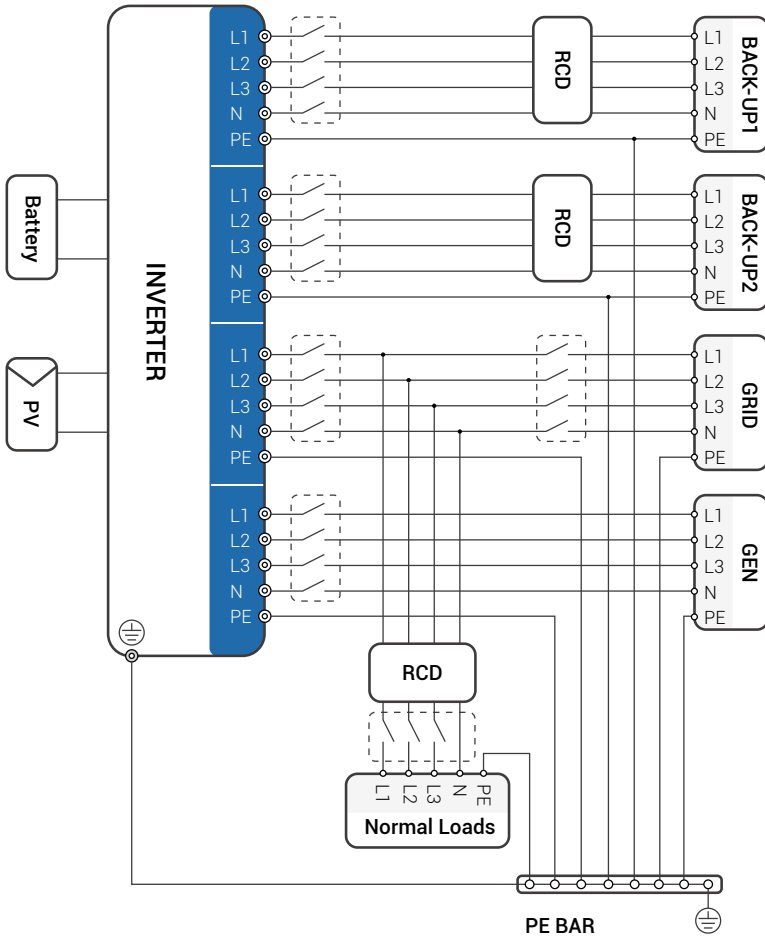 L1
L2
L3
N
PE
RCD
L1
L2
L3
N
PE
BACK-UP1
L1
L2
L3
N
PE
RCD
L1
L2
L3
N
PE
BACK-UP2
Battery
PV
INVERTER
L1
L2
L3
N
PE
L1
L2
L3
N
PE
GRID
L1
L2
L3
N
PE
L1
L2
L3
N
PE
GEN
RCD
L1
L2
L3
N
PE
Normal Loads
PE BAR